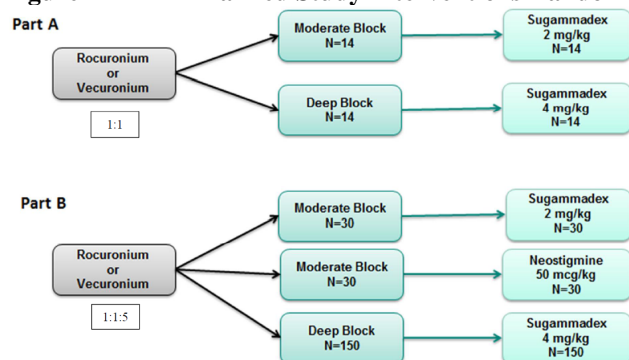 Part A
Rocuronium
or
Vecuronium
1:1
Moderate Block
N=14
Sugammadex
2 mg/kg
N=14
Deep Block
N=14
Sugammadex
4 mg/kg
N=14
Part B
Rocuronium
or
Vecuronium
1:1:5
Moderate Block
N=30
Sugammadex
2 mg/kg
N=30
Moderate Block
N=30
Neostigmine
50 mcg/kg
N=30
Deep Block
N=150
Sugammadex
4 mg/kg
N=150